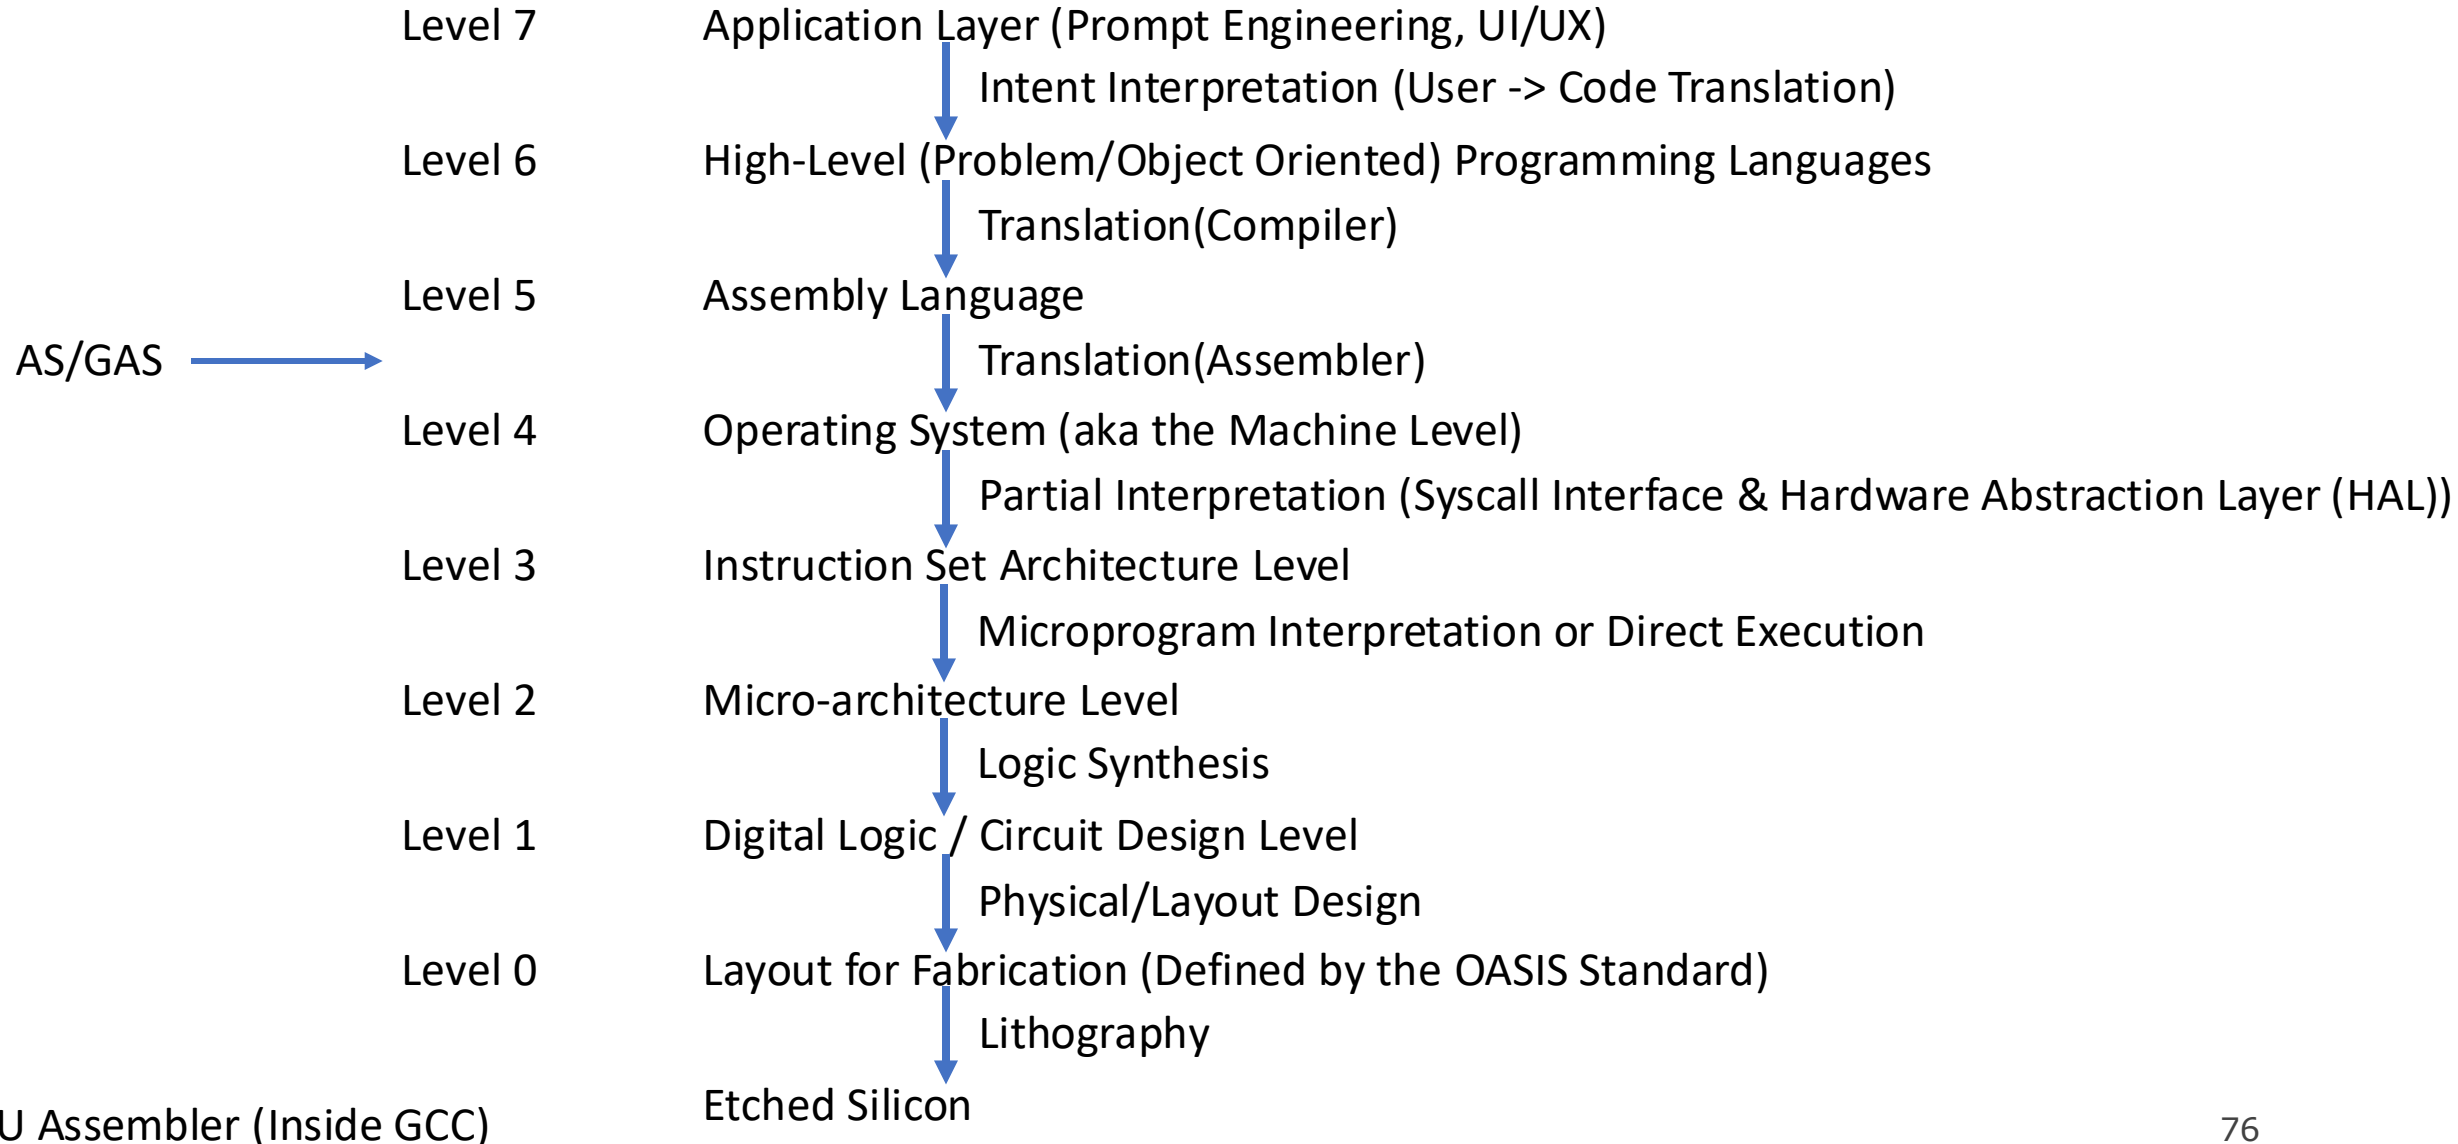 Level 7 Application Layer (Prompt Engineering, UI/UX)
Intent Interpretation (User -> Code Translation)
Level 6 High-Level (Problem/Object Oriented) Programming Languages
Translation(Compiler)
Level 5 Assembly Language
AS/GAS Translation(Assembler)
Level 4 Operating System (aka the Machine Level)
Partial Interpretation (Syscall Interface & Hardware Abstraction Layer (HAL))
Level 3 Instruction Set Architecture Level
Microprogram Interpretation or Direct Execution
Level 2 Micro-architecture Level
Logic Synthesis
Level 1 Digital Logic / Circuit Design Level
Physical/Layout Design
Level 0 Layout for Fabrication (Defined by the OASIS Standard)
Lithography
Etched Silicon
U Assembler (Inside GCC)
76